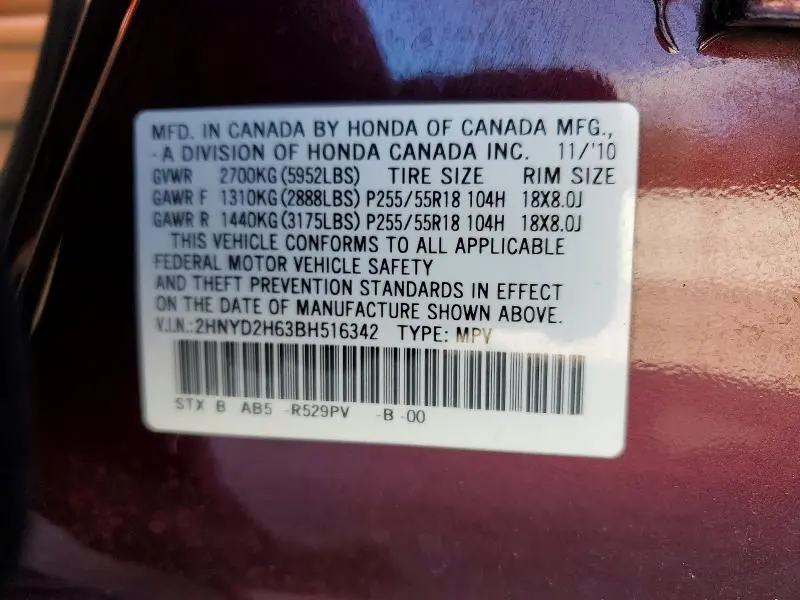 MFD. IN CANADA BY HONDA OF CANADA MFG.,
-A DIVISION OF HONDA CANADA INC. 11/'10
GVWR 2700KG(5952LBS) TIRE SIZE RIM SIZE
GAWR F 1310KG(2888LBS) P255/55R18 104H 18X8.0J
GAWR R 1440KG(3175LBS) P255/55R18 104H 18X8.0J
THIS VEHICLE CONFORMS TO ALL APPLICABLE
FEDERAL MOTOR VEHICLE SAFETY
AND THEFT PREVENTION STANDARDS IN EFFECT
ON THE DATE OF MANUFACTURE SHOWN ABOVE.
V.I.N.:2HNYD2H63BH516342 TYPE: MPV
STX B AB5 -R529PV -B -00